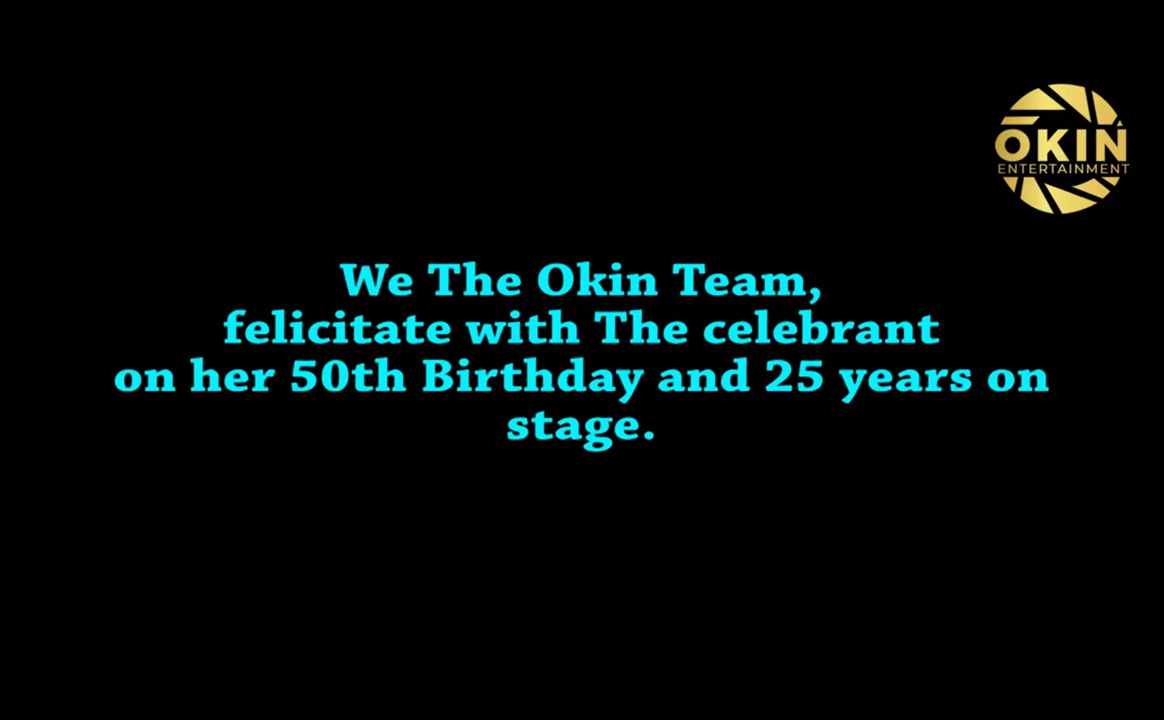 OKIN
ENTERTAINMENT
We The Okin Team,
felicitate with The celebrant
on her 50th Birthday and 25 years on
stage.